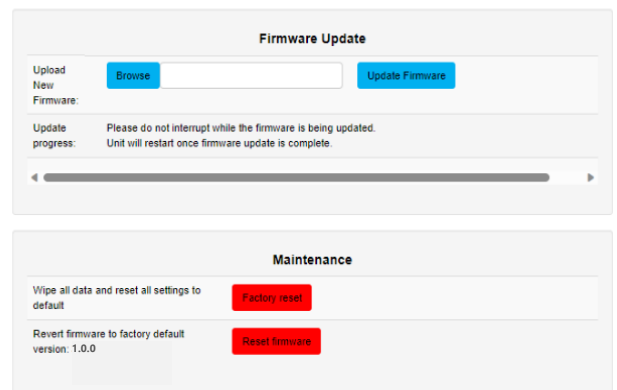 Firmware Update
Upload
New
Firmware:
Browse
Update Firmware
Update
progress:
Please do not interrupt while the firmware is being updated.
Unit will restart once firmware update is complete.
Maintenance
Wipe all data and reset all settings to
default
Factory reset
Revert firmware to factory default
version: 1.0.0
Reset firmware